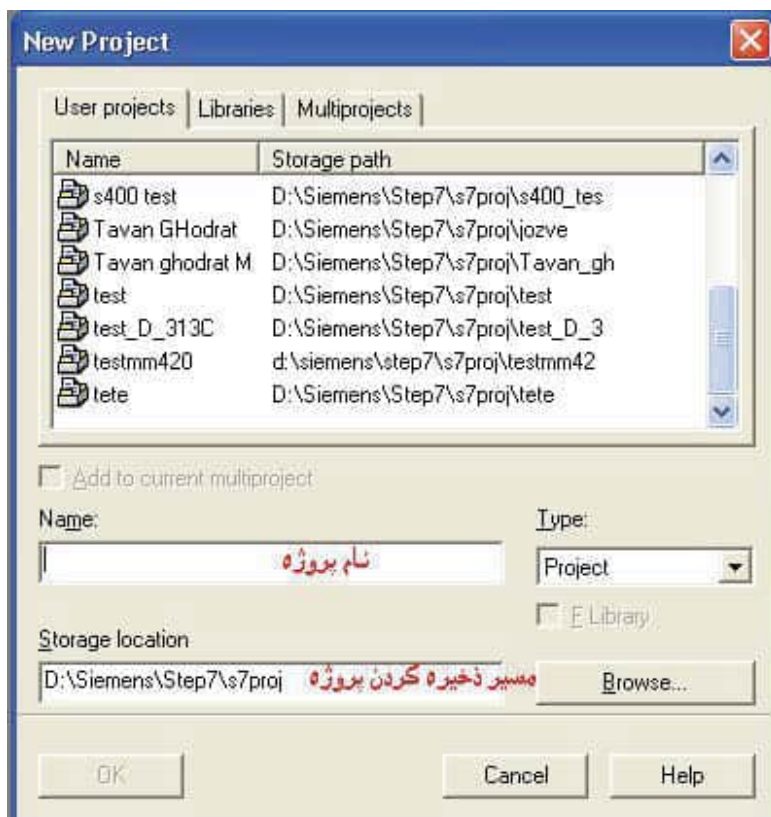 New Project
User projects Libraries Multiprojects
Name Storage path
s400 test D:\Siemens\Step7\s7proj\s400_tes
Tavan GHodrat D:\Siemens\Step7\s7proj\jozve
Tavan ghodrat M D:\Siemens\Step7\s7proj\Tavan_gh
test D:\Siemens\Step7\s7proj\test
test_D_313C D:\Siemens\Step7\s7proj\test_D_3
testmm420 d:\siemens\step7\s7proj\testmm42
tete D:\Siemens\Step7\s7proj\tete
Add to current multiproject
Name: Type:
نام پروژه Project
F Library
Storage location
D:\Siemens\Step7\s7proj مسیر ذخیره کردن پروژه Browse...
OK Cancel Help